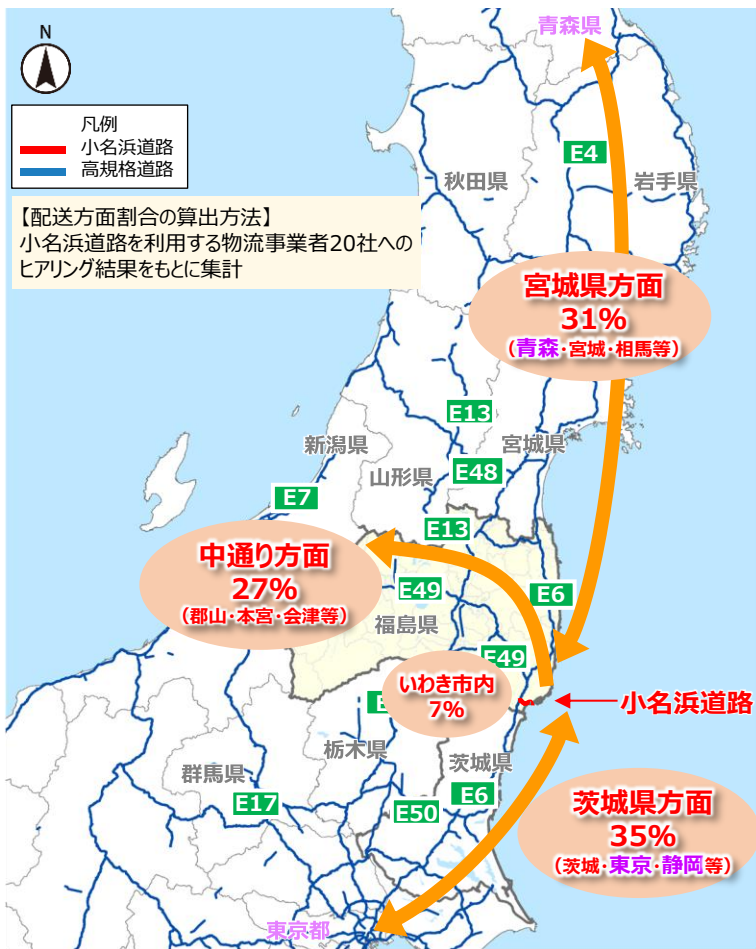 青森県
N
凡例
小名浜道路
高規格道路
E4
秋田県
岩手県
【配送方面割合の算出方法】
小名浜道路を利用する物流事業者20社への
ヒアリング結果をもとに集計
宮城県方面
31%
(青森・宮城・相馬等)
E13
新潟県
宮城県
山形県
E48
E7
E13
中通り方面
27%
(郡山・本宮・会津等)
E49
E6
福島県
E49
いわき市内
7%
小名浜道路
栃木県
茨城県
群馬県
E17
E50
E6
茨城県方面
35%
(茨城・東京・静岡等)
東京都